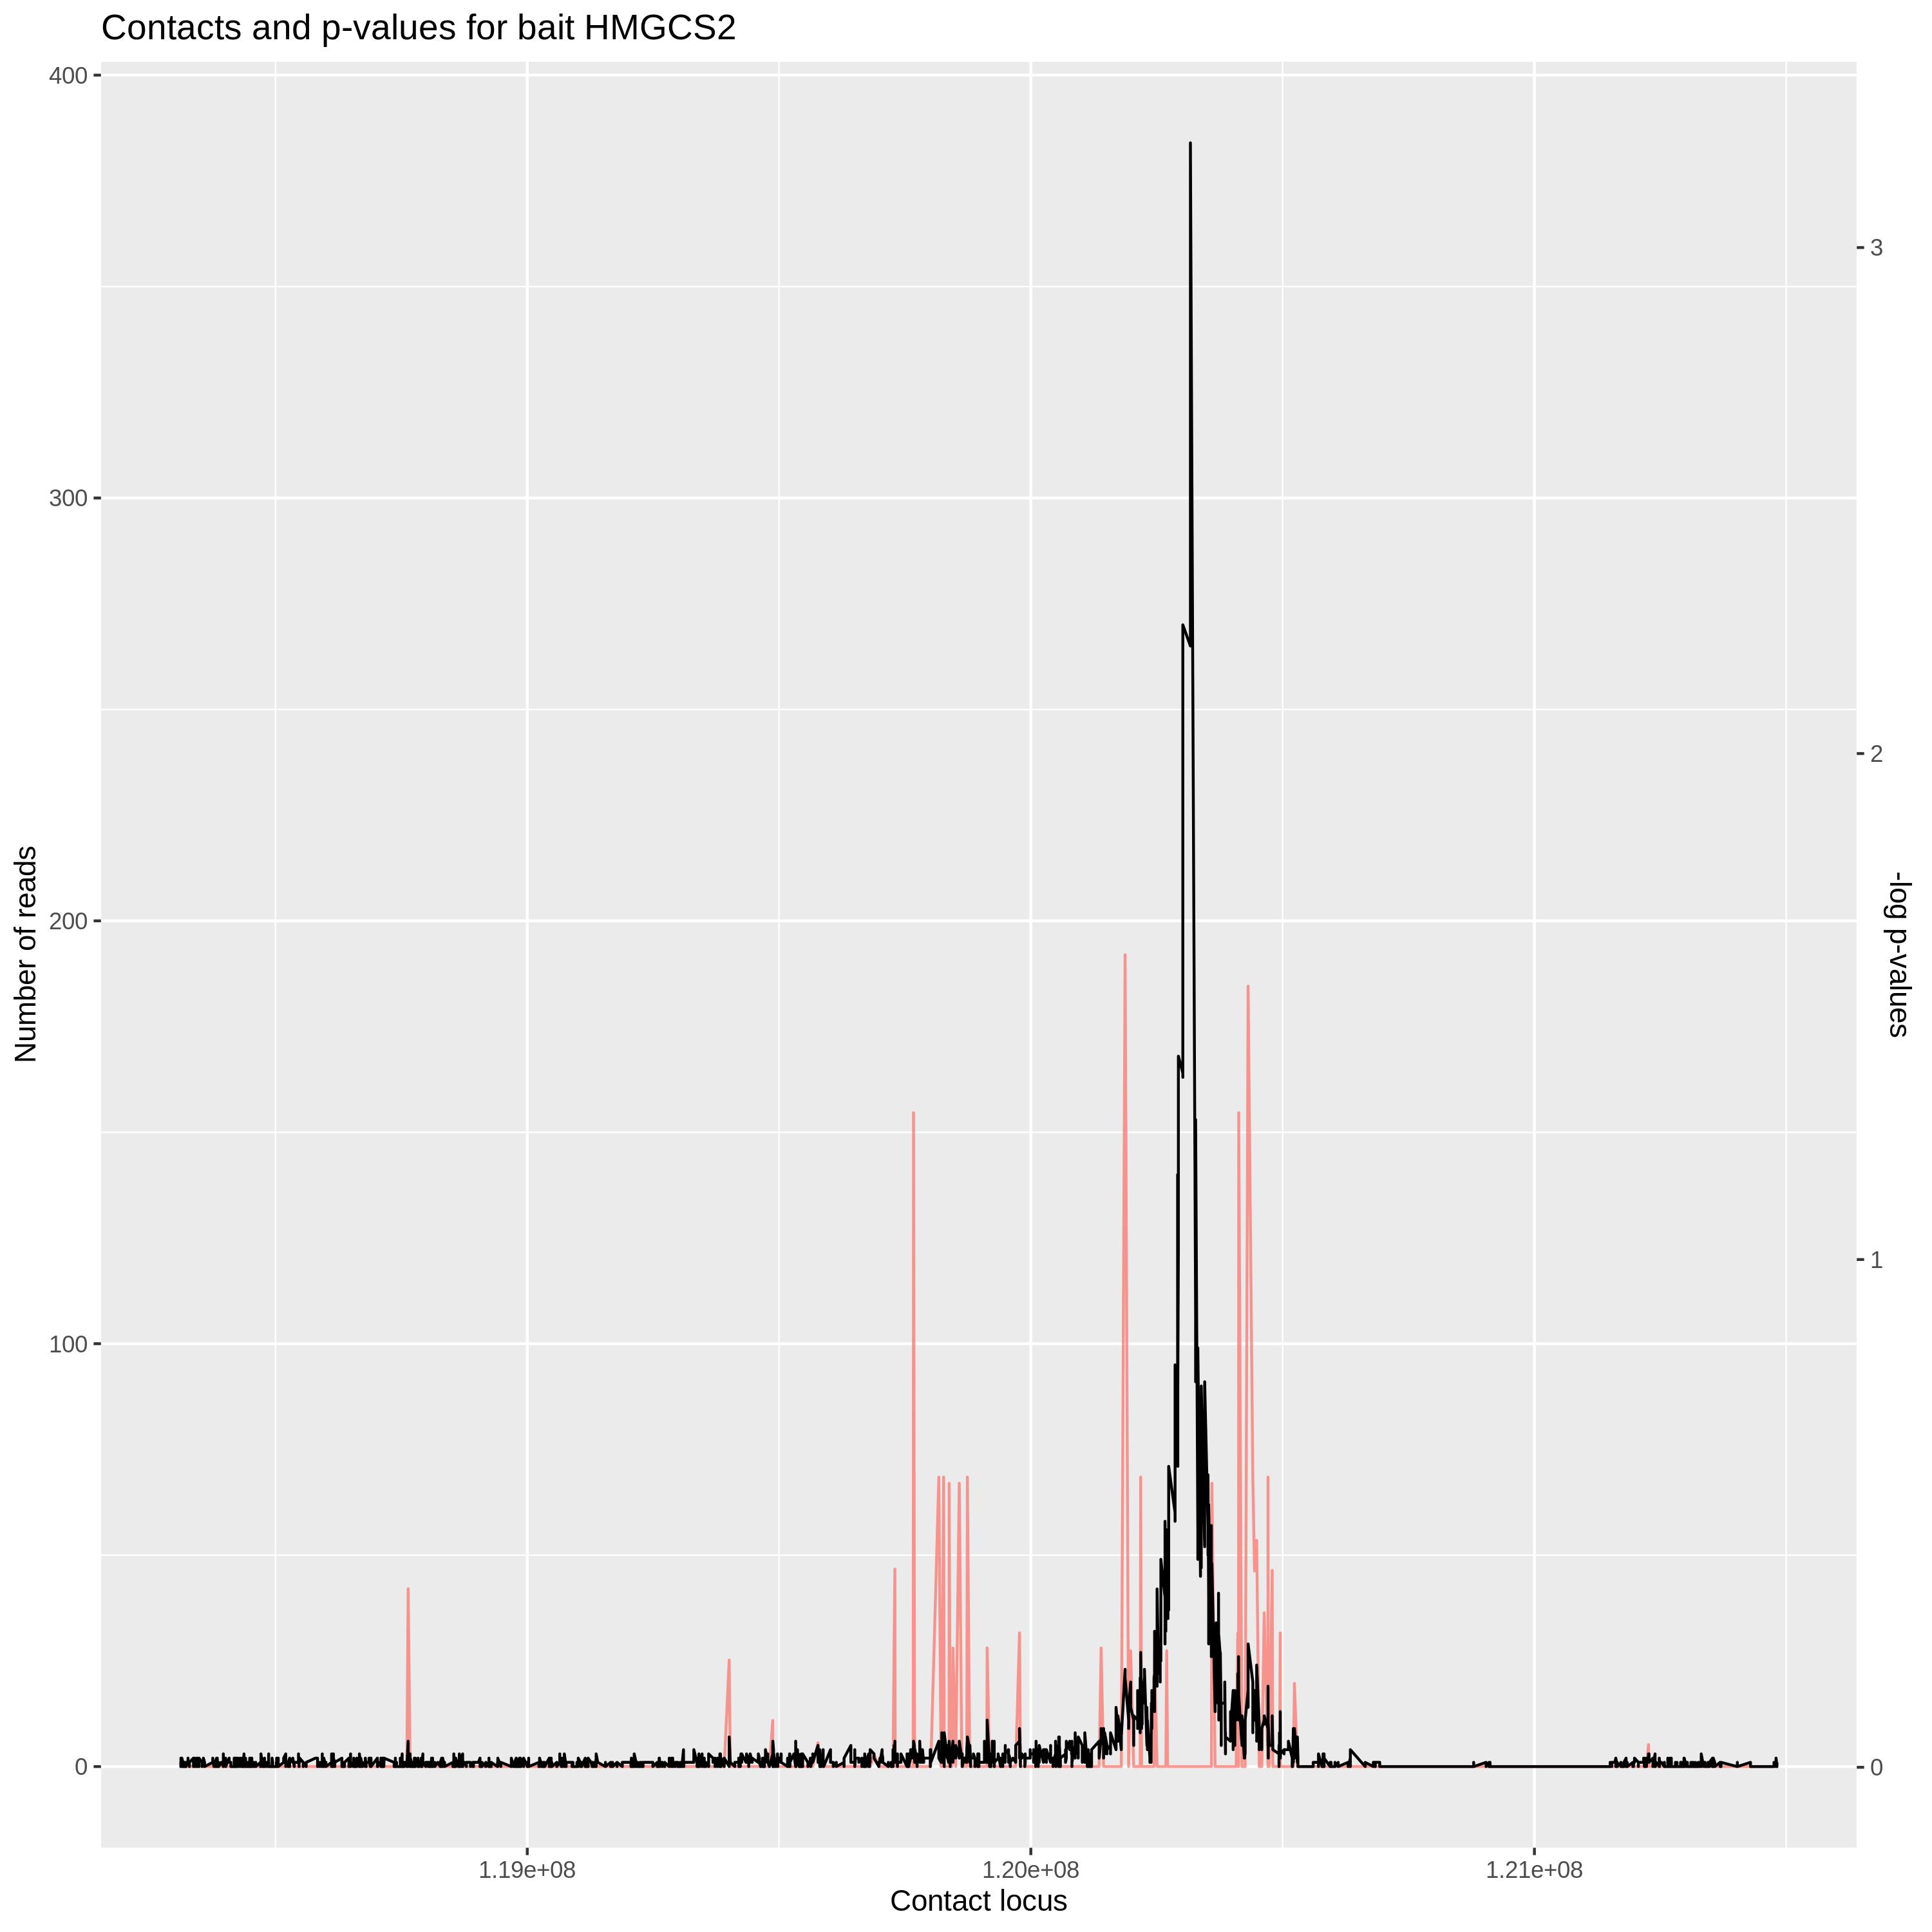 Contacts and p-values for bait HMGCS2
400
300
200
100
0
Number of reads
3
2
1
0
-log p-values
1.19e+08
1.20e+08
1.21e+08
Contact locus